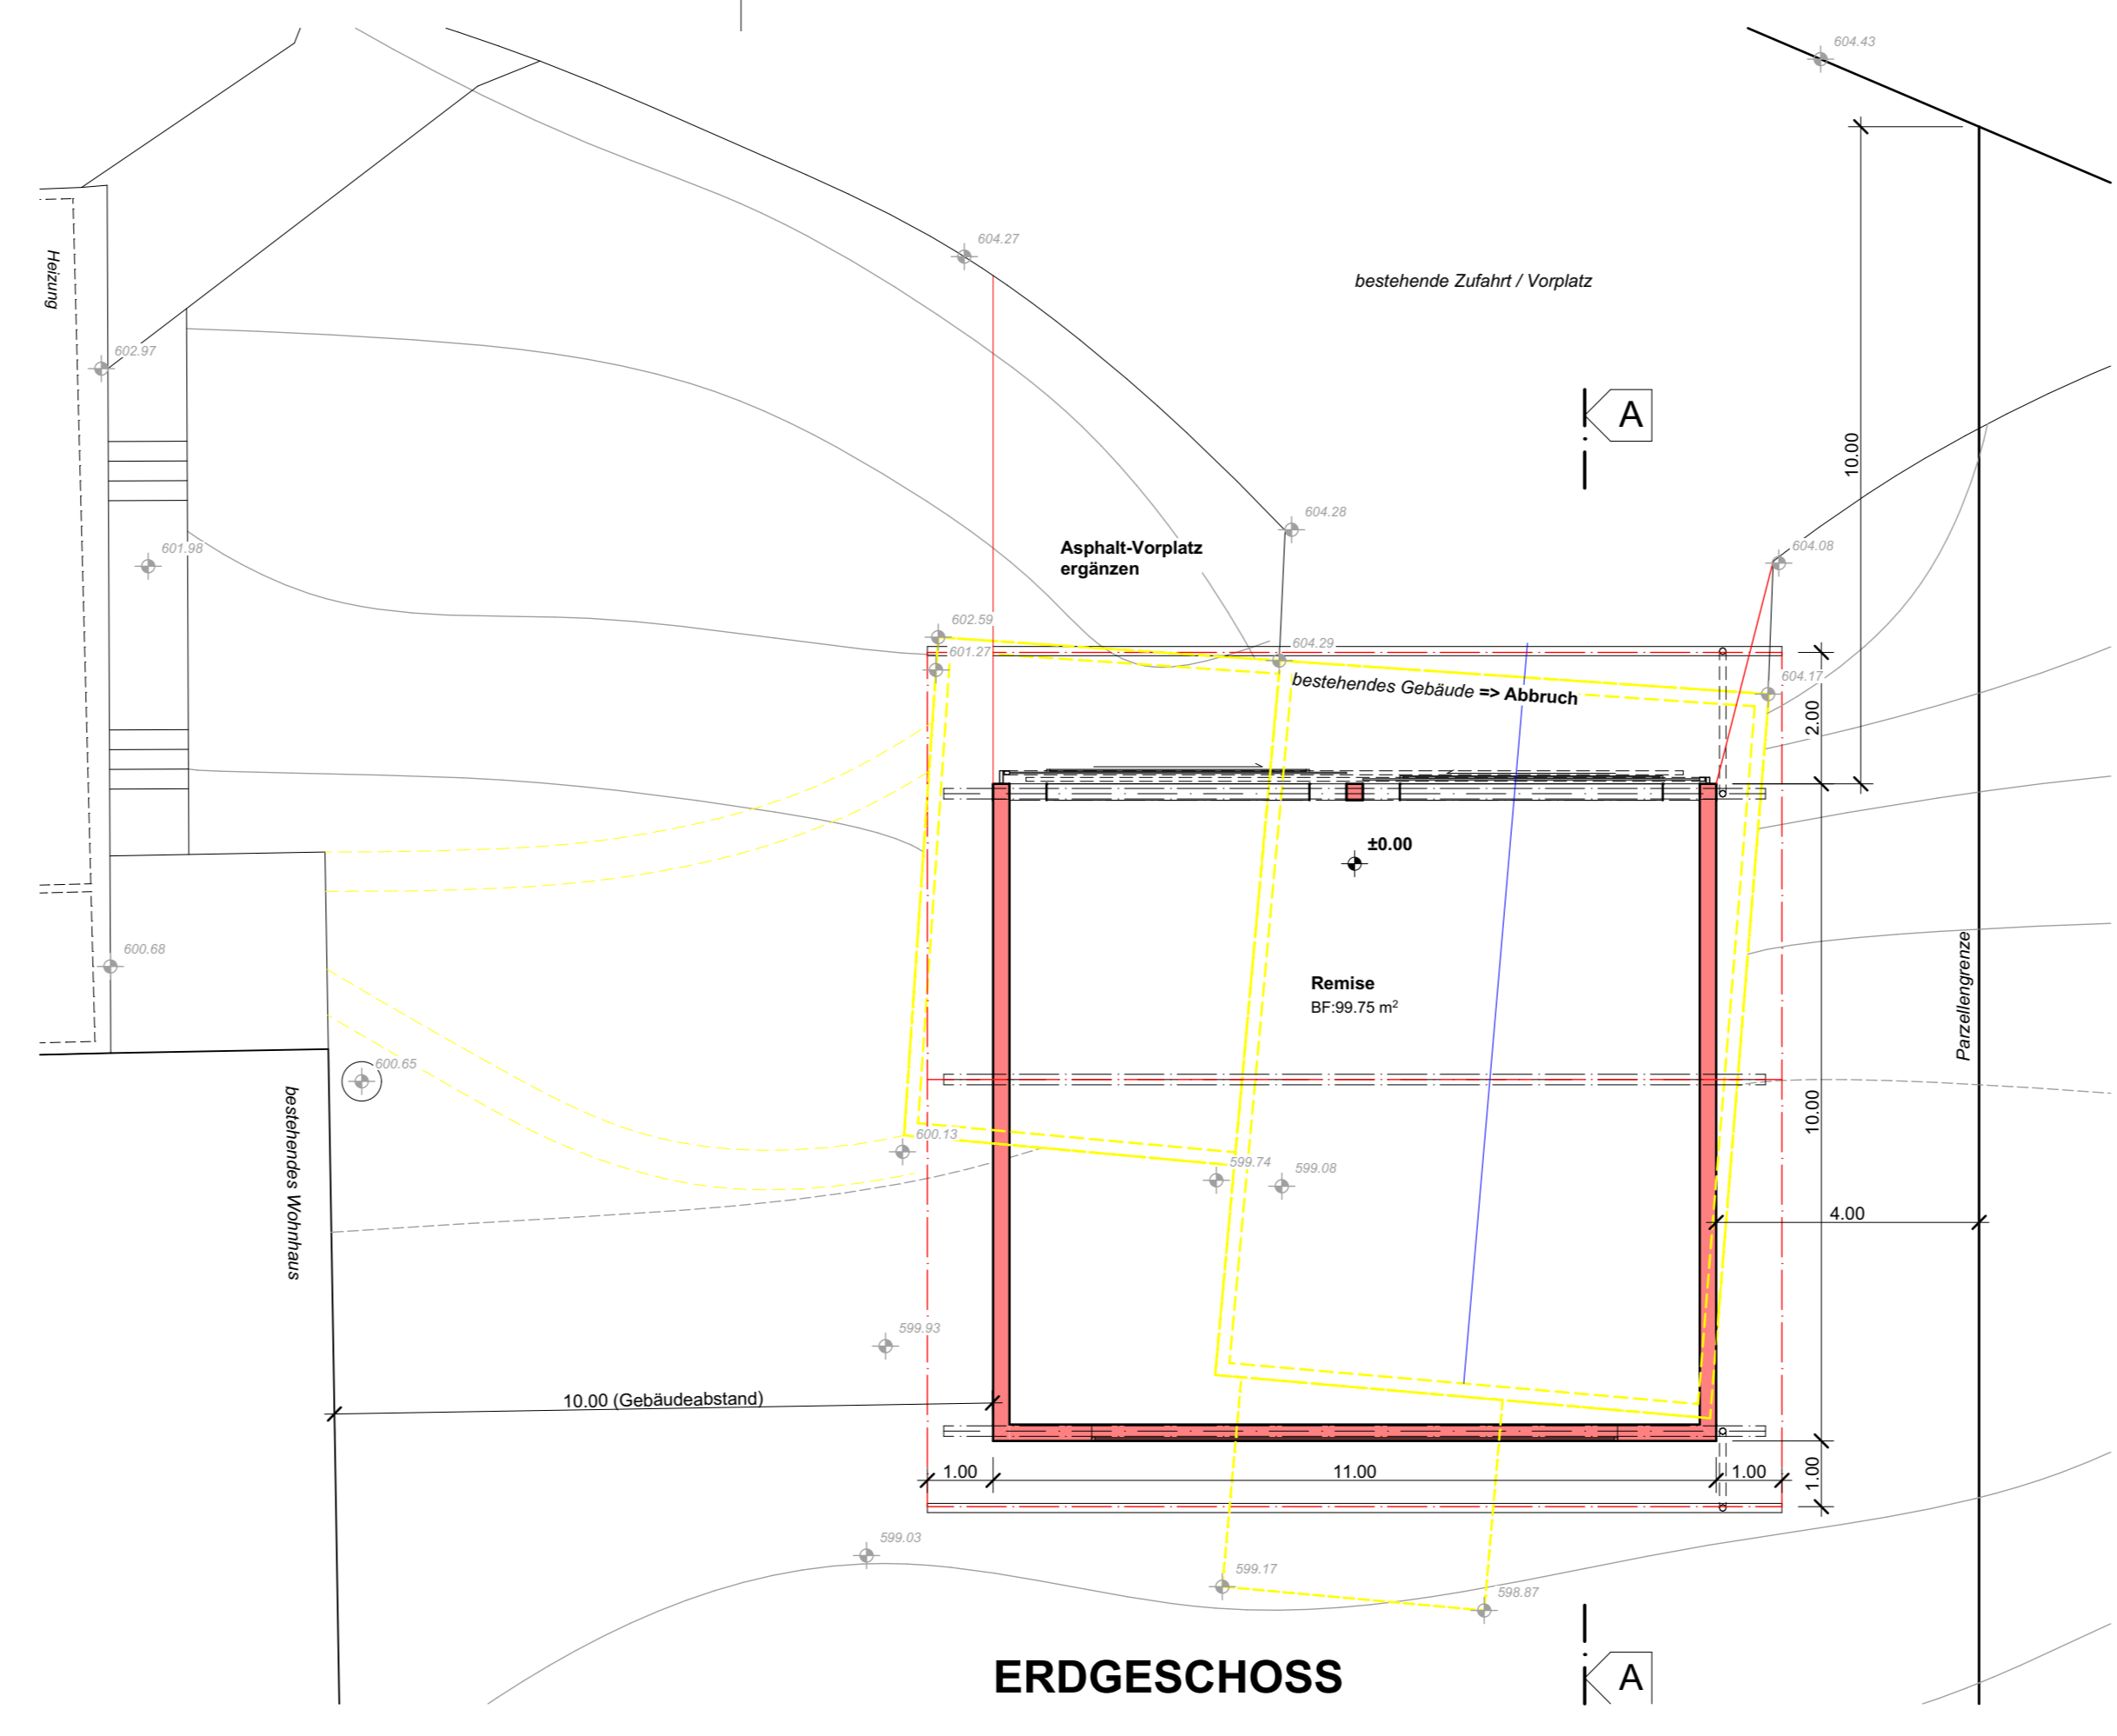 604.43
604.27
Heizung
bestehende Zufahrt / Vorplatz
602.97
A
10.00
604.28
Asphalt-Vorplatz
ergänzen
601.98
604.08
602.59
604.29
601.27
bestehendes Gebäude => Abbruch
604.17
2.00
±0.00
600.68
Remise
BF:99.75 m²
Parzellengrenze
600.65
bestehendes Wohnhaus
600.13
10.00
599.74
599.08
4.00
599.93
10.00 (Gebäudeabstand)
1.00
11.00
1.00
1.00
599.03
599.17
598.87
ERDGESCHOSS
A